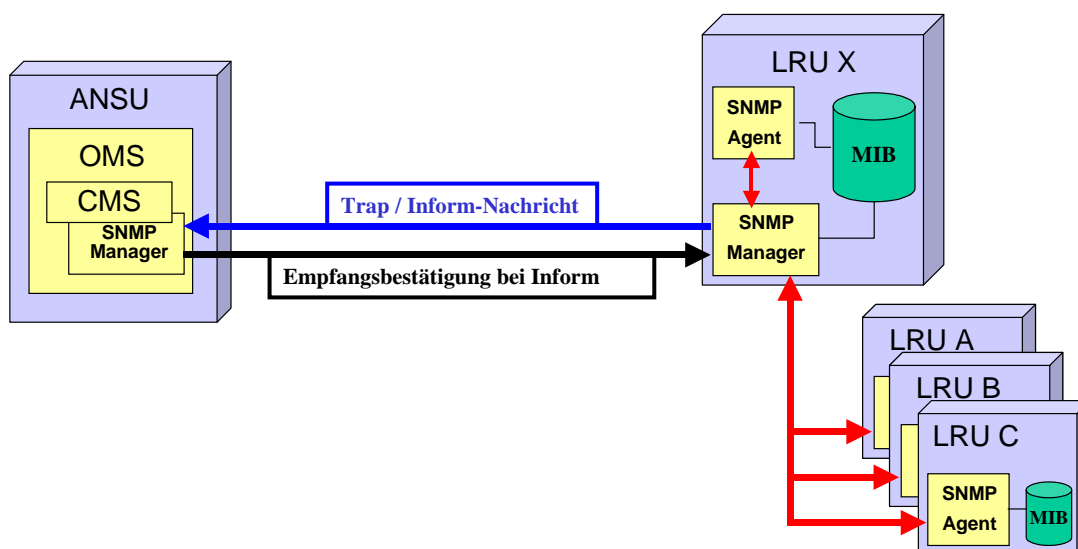 ANSU
OMS
CMS
SNMP
Manager
Trap / Inform-Nachricht
Empfangsbestätigung bei Inform
LRU X
SNMP
Agent
MIB
SNMP
Manager
LRU A
LRU B
LRU C
SNMP
Agent
MIB